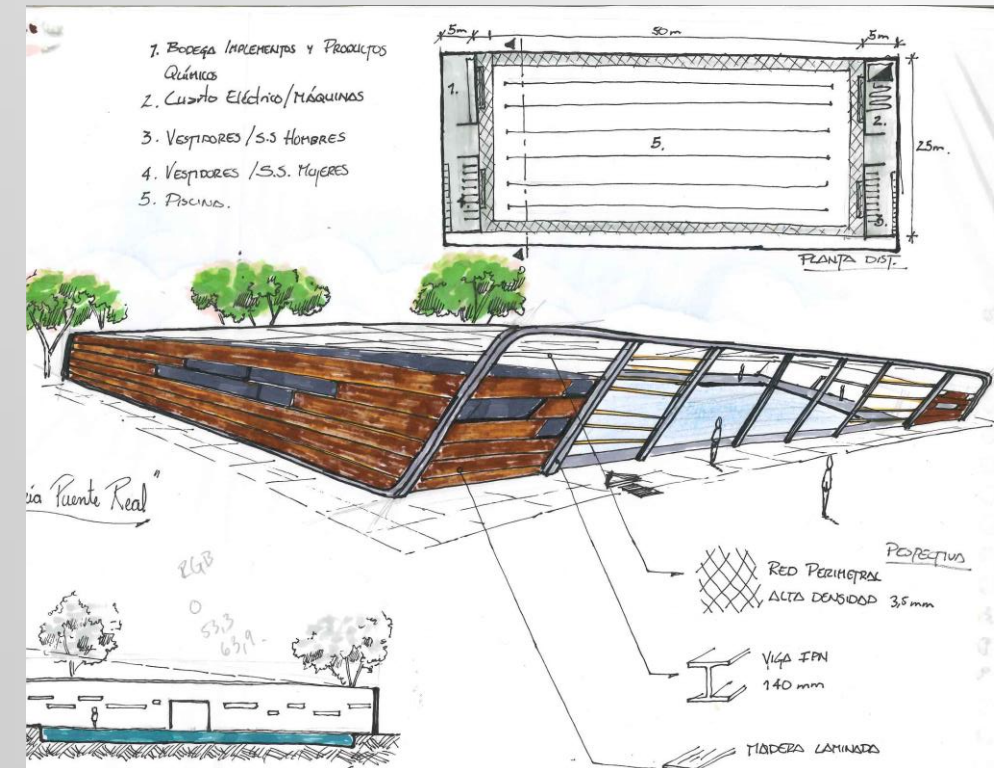 1. BODEGA IMPLEMENTOS Y PRODUCTOS
QUÍMICOS
2. CUARTO ELÉCTRICO/MÁQUINAS
3. VESTIDORES/S.S HOMBRES
4. VESTIDORES/S.S. MUJERES
5. PISCINA.
5m
50m
5m
1.
2.
5.
25m.
4.
3.
PLANTA DIST.
Puente Real"
RGB
0
53,3
63,9.
PERSPECTIVA
RED PERIMETRAL
ALTA DENSIDAD 3,5mm
VIGA IPN
140 mm
MADERA LAMINADA